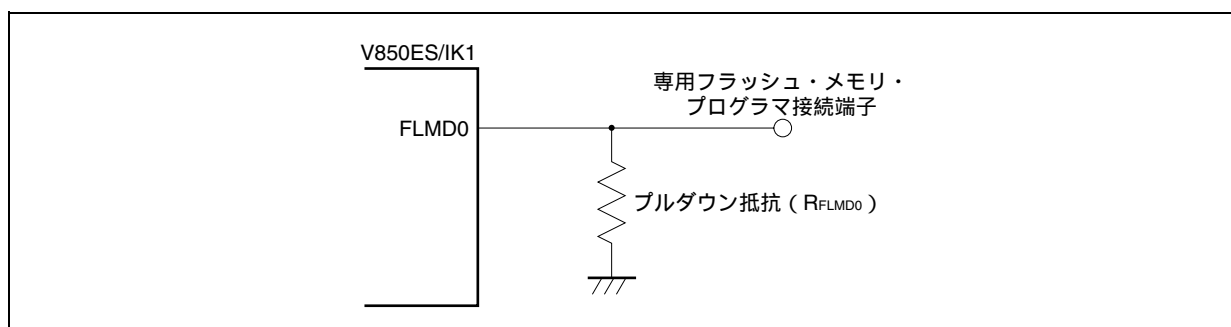 V850ES/IK1
専用フラッシュ・メモリ・
プログラマ接続端子
FLMD0
プルダウン抵抗（RFLMD0）